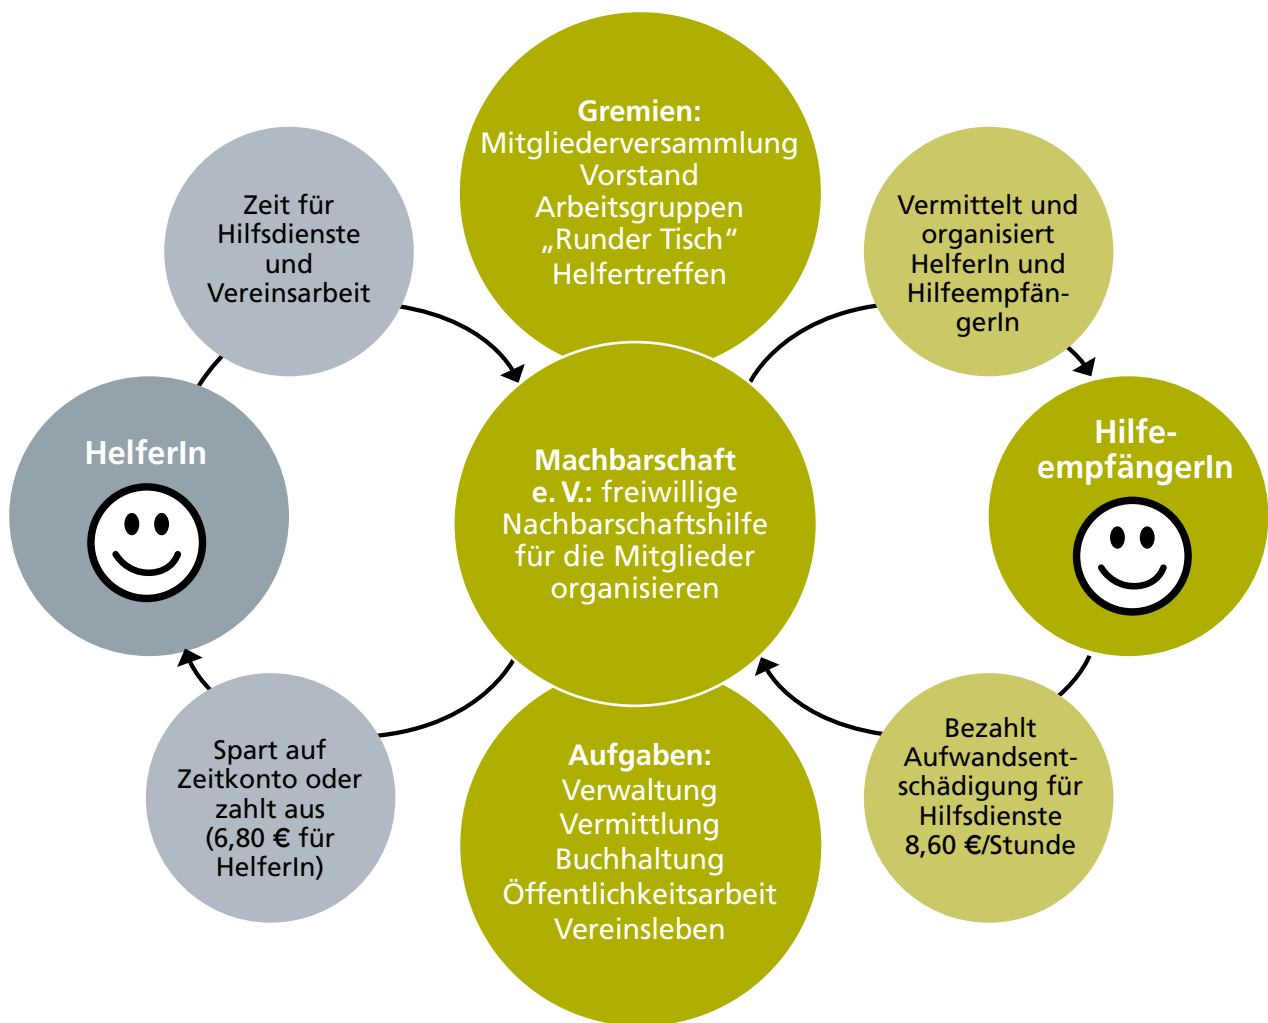 Gremien:
Mitgliederversammlung
Vorstand
Arbeitsgruppen
„Runder Tisch“
Helfertreffen
Zeit für
Hilfsdienste
und
Vereinsarbeit
Vermittelt und
organisiert
HelferIn und
Hilfeempfän-
gerIn
HelferIn
Machbarschaft
e. V.: freiwillige
Nachbarschaftshilfe
für die Mitglieder
organisieren
Hilfe-
empfängerIn
Spart auf
Zeitkonto oder
zahlt aus
(6,80 € für
HelferIn)
Aufgaben:
Verwaltung
Vermittlung
Buchhaltung
Öffentlichkeitsarbeit
Vereinsleben
Bezahlt
Aufwandsent-
schädigung für
Hilfsdienste
8,60 €/Stunde